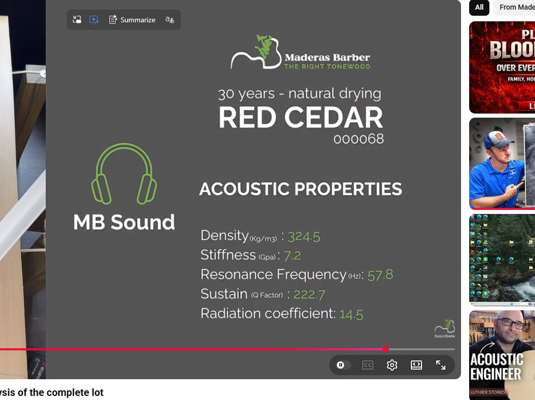 Summarize
Maderas Barber
THE RIGHT TONEWOOD
30 years - natural drying
RED CEDAR
000068
MB Sound
ACOUSTIC PROPERTIES
Density (Kg/m3) : 324.5
Stiffness (Gpa) : 7.2
Resonance Frequency (Hz): 57.8
Sustain (Q Factor) : 222.7
Radiation coefficient: 14.5
ysis of the complete lot
All
From Made
PL
BLOO
OVER EVER
FAMILY, HO
ACOUSTIC
ENGINEER
LUTHIER STORIES